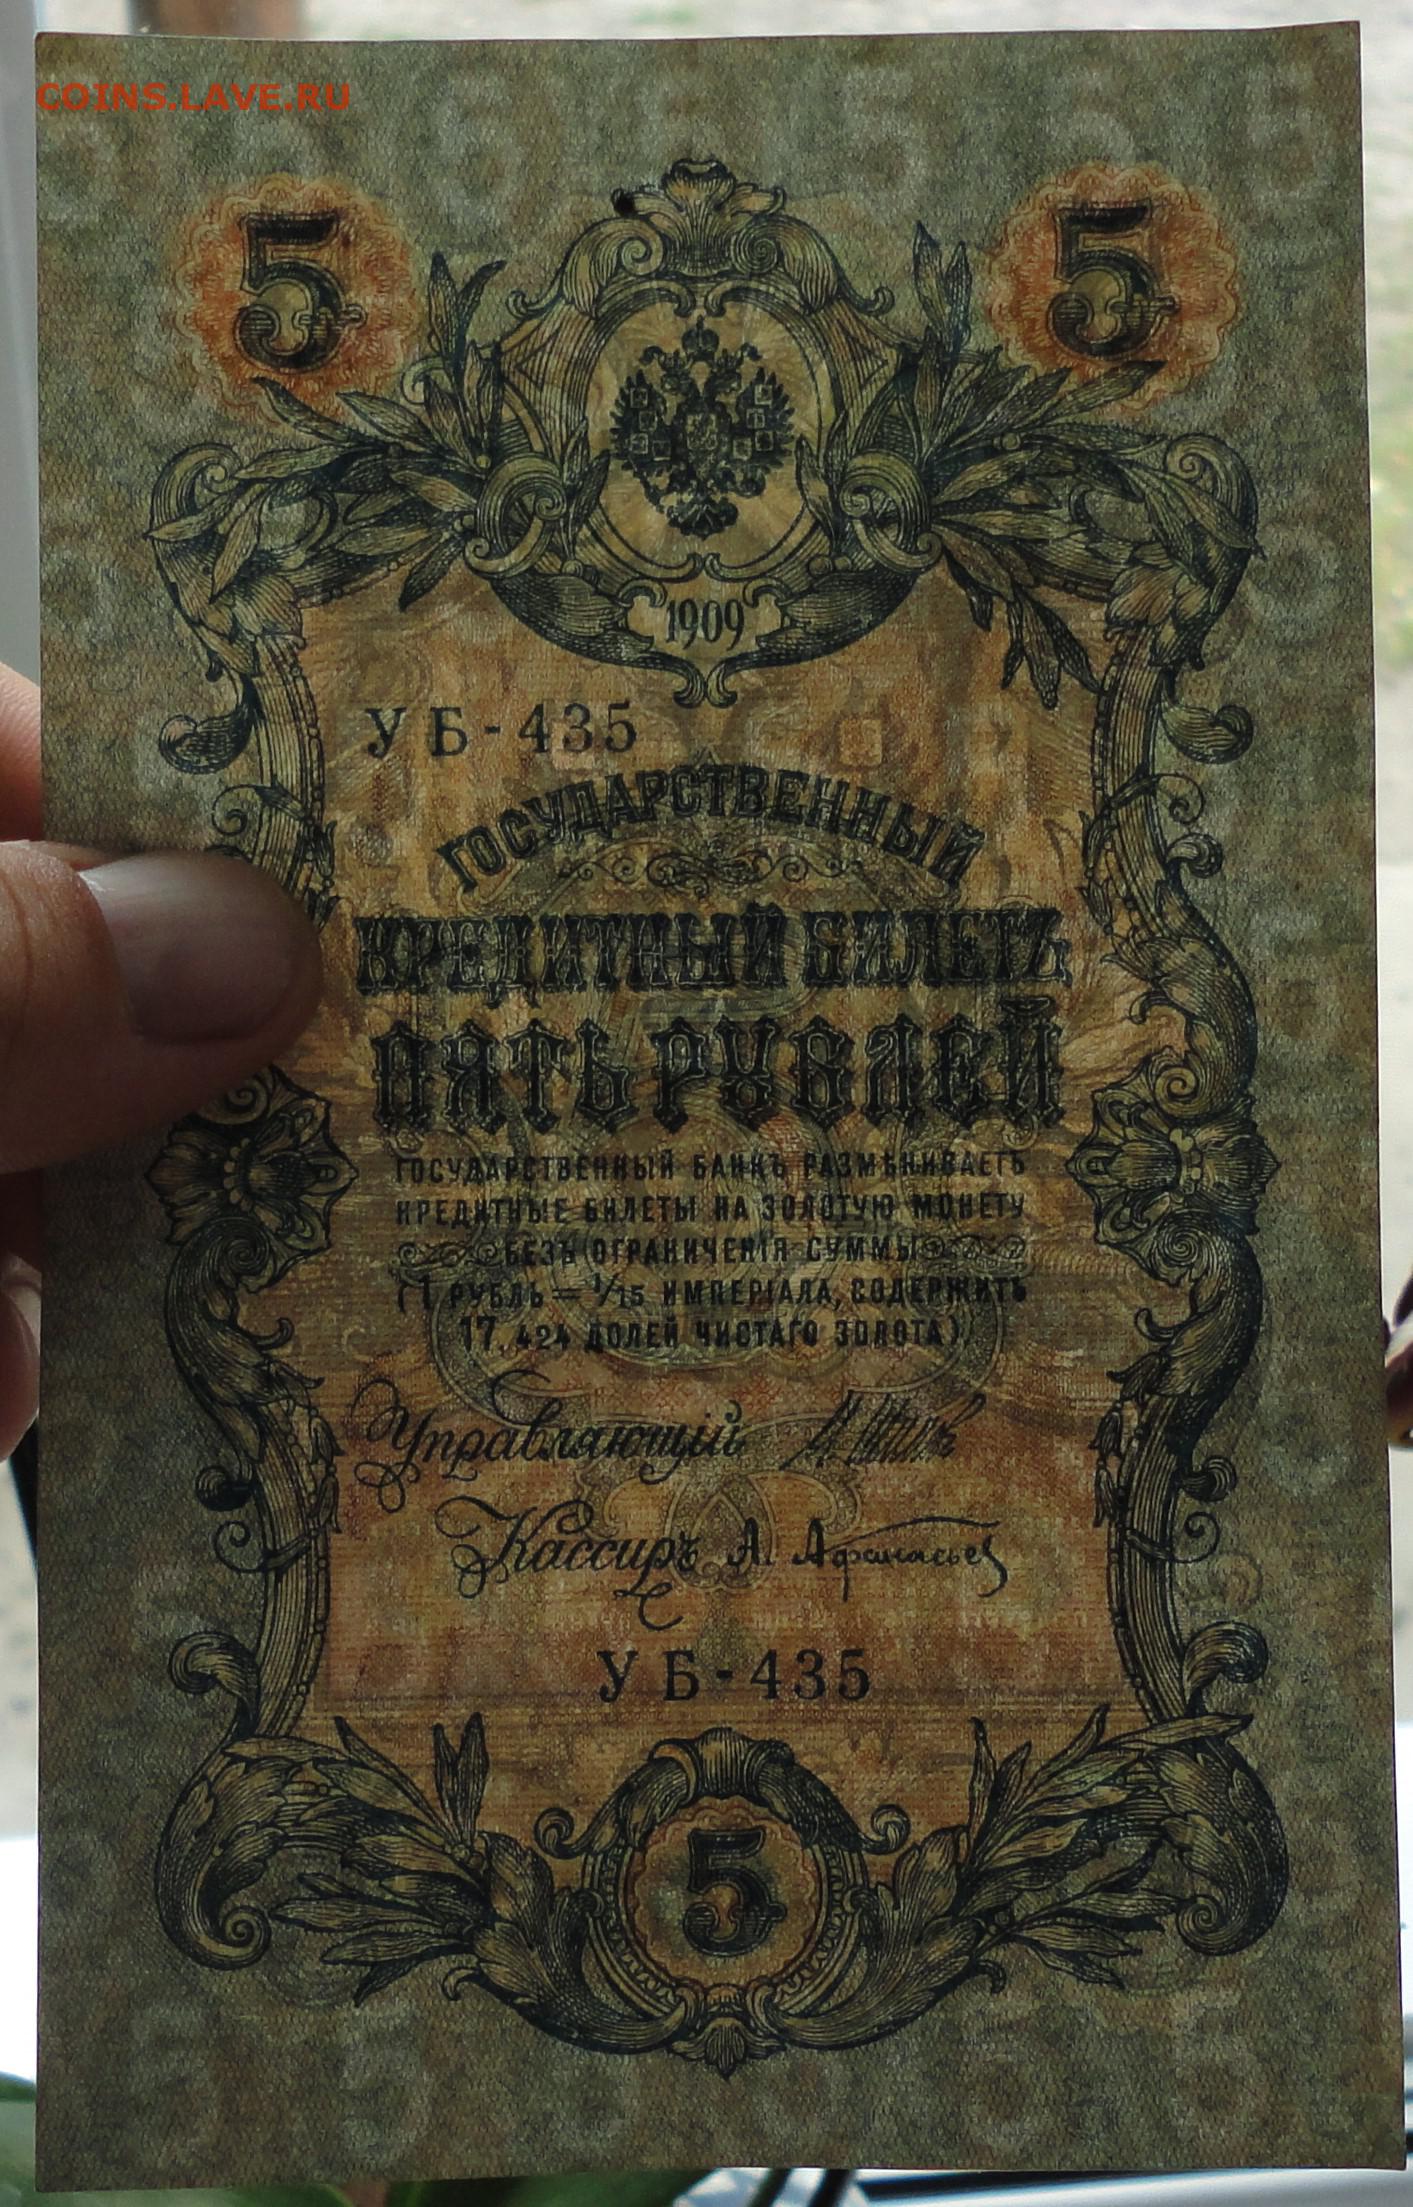 COINS.LAVE.RU
5 5
1909
УБ-435
ГОСУДАРСТВЕННЫЙ
КРЕДИТНЫЙ БИЛЕТЪ
ПЯТЬ РУБЛЕЙ
ГОСУДАРСТВЕННЫЙ БАНКЪ РАЗМѢНИВАЕТЪ
КРЕДИТНЫЕ БИЛЕТЫ НА ЗОЛОТУЮ МОНЕТУ
БЕЗЪ ОГРАНИЧЕНІЯ СУММЫ
(1 РУБЛЬ = 1/15 ИМПЕРІАЛА, СОДЕРЖИТЪ
17,424 ДОЛЕЙ ЧИСТАГО ЗОЛОТА)
Управляющій
Кассиръ А. Афанасьев
УБ-435
5